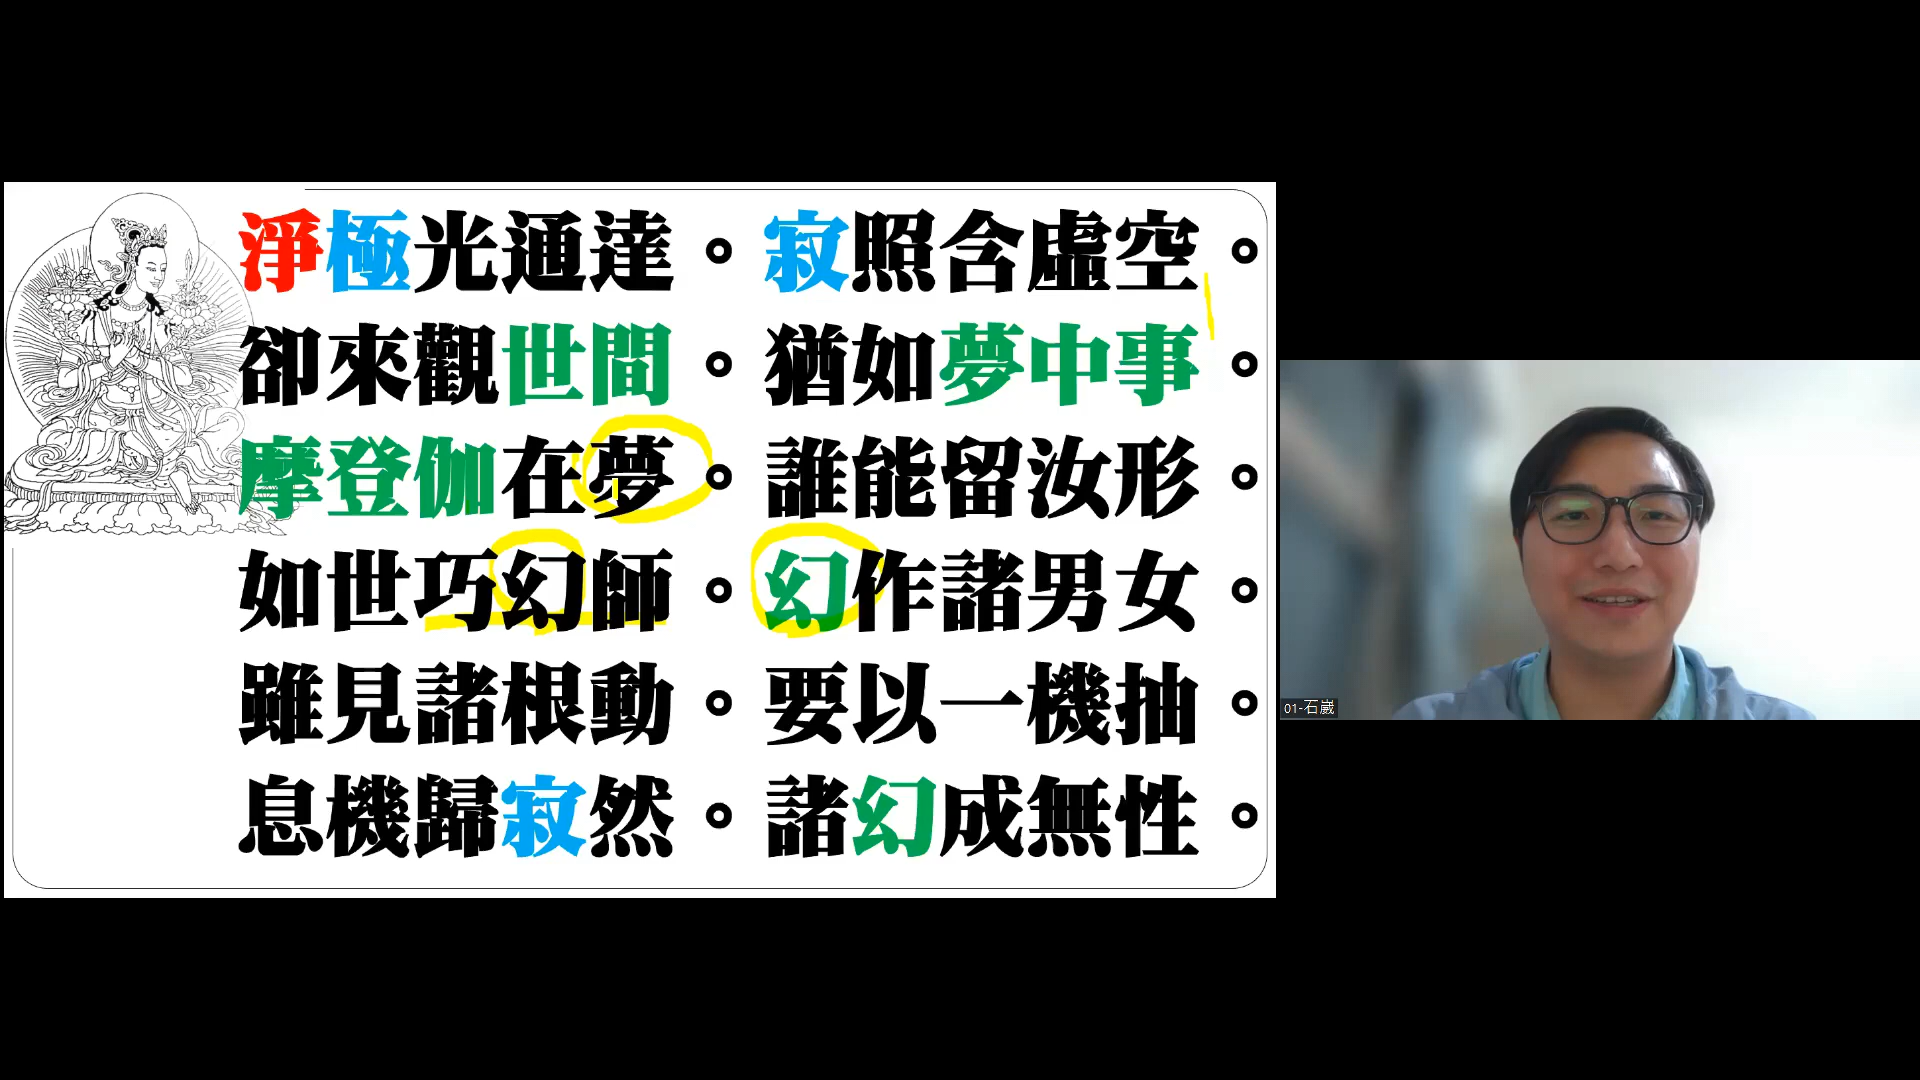 淨極光通達。寂照含虛空。
卻來觀世間。猶如夢中事。
摩登伽在夢。誰能留汝形。
如世巧幻師。幻作諸男女。
雖見諸根動。要以一機抽。
息機歸寂然。諸幻成無性。
01-石崴